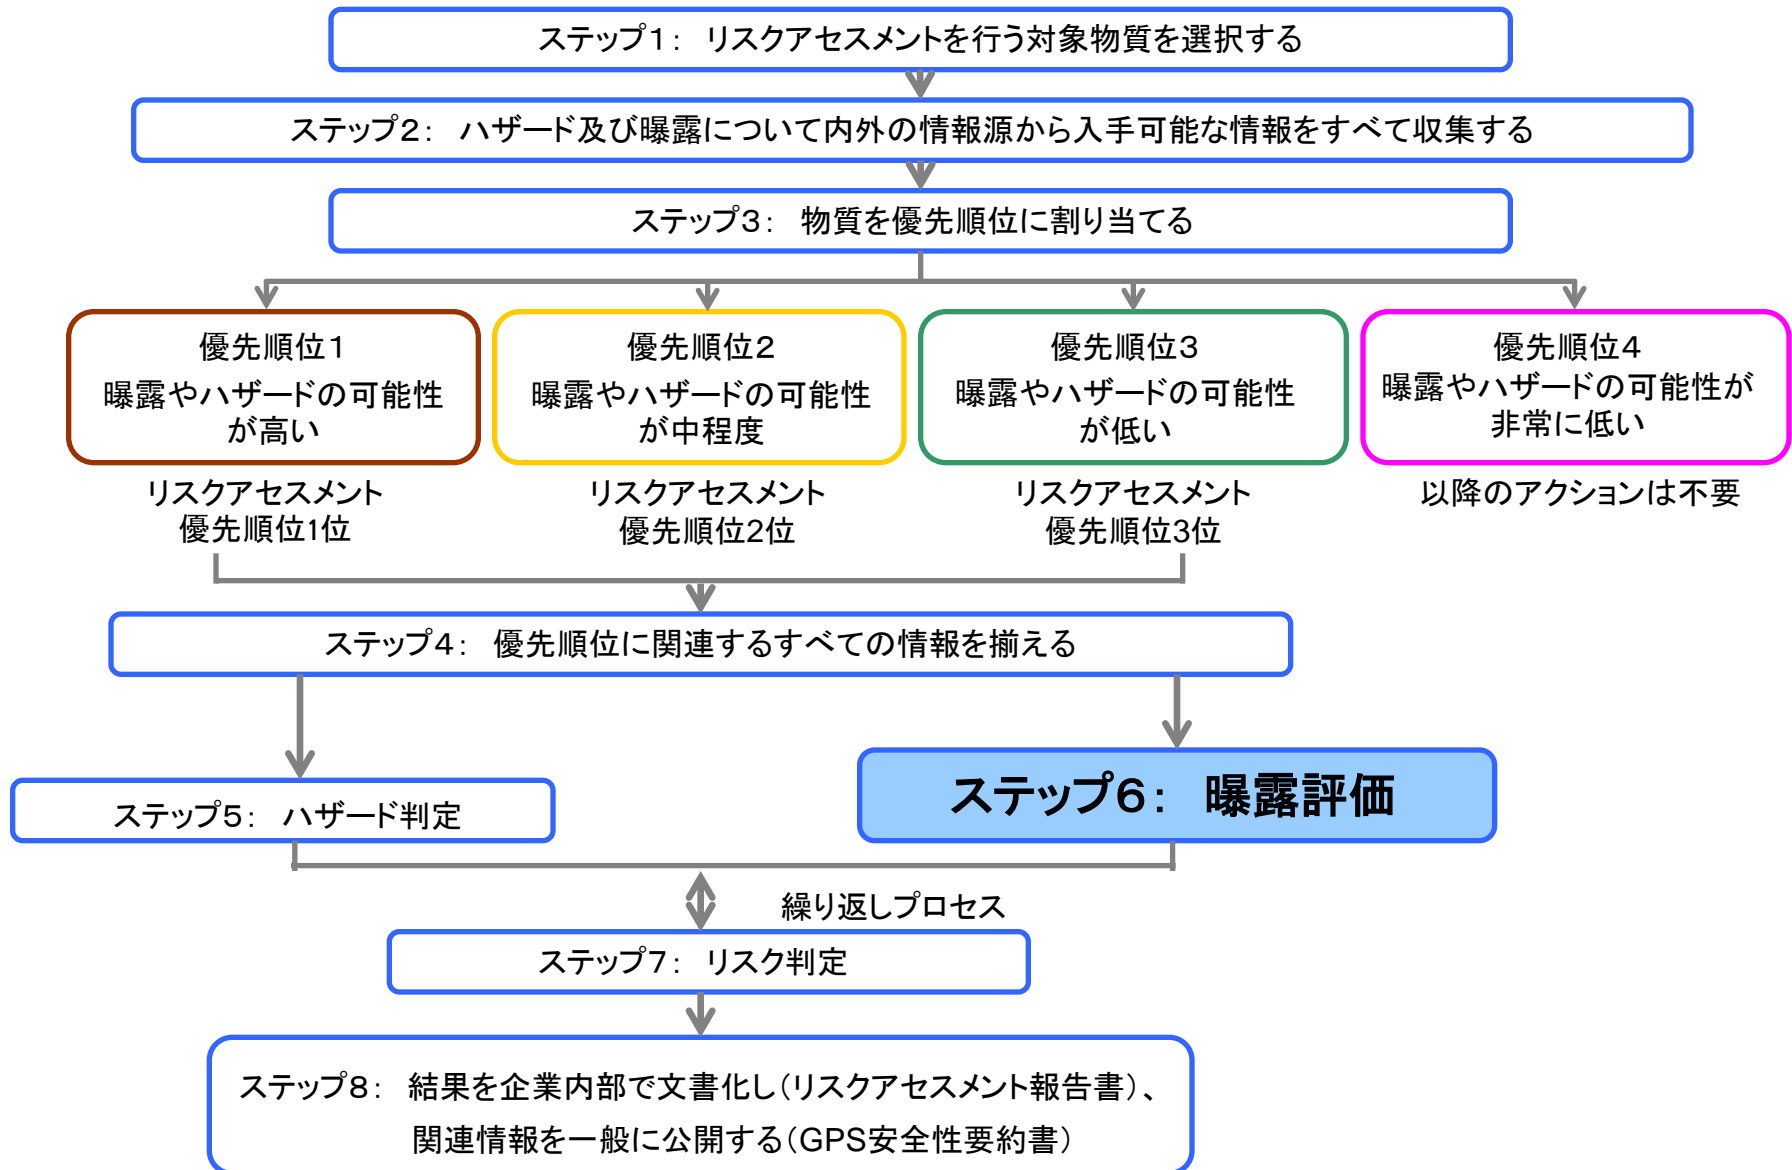 ステップ1： リスクアセスメントを行う対象物質を選択する
ステップ2： ハザード及び曝露について内外の情報源から入手可能な情報をすべて収集する
ステップ3： 物質を優先順位に割り当てる
優先順位1
曝露やハザードの可能性
が高い
優先順位2
曝露やハザードの可能性
が中程度
優先順位3
曝露やハザードの可能性
が低い
優先順位4
曝露やハザードの可能性が
非常に低い
リスクアセスメント
優先順位1位
リスクアセスメント
優先順位2位
リスクアセスメント
優先順位3位
以降のアクションは不要
ステップ4： 優先順位に関連するすべての情報を揃える
ステップ5： ハザード判定
ステップ6： 曝露評価
繰り返しプロセス
ステップ7： リスク判定
ステップ8： 結果を企業内部で文書化し（リスクアセスメント報告書）、
関連情報を一般に公開する（GPS安全性要約書）